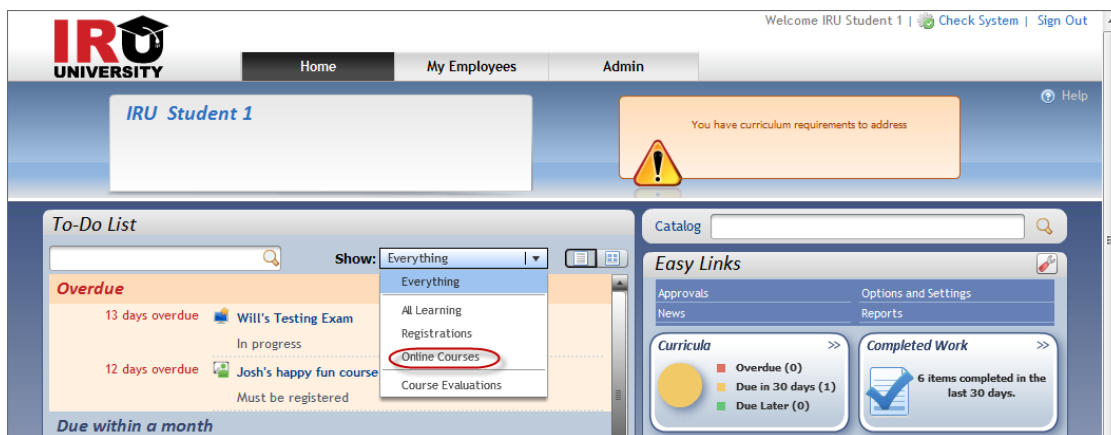 Welcome IRU Student 1 | Check System | Sign Out
IRU
UNIVERSITY
Home My Employees Admin
Help
IRU Student 1
You have curriculum requirements to address
To-Do List
Show: Everything
Everything
All Learning
Registrations
Online Courses
Course Evaluations
Overdue
13 days overdue Will's Testing Exam
In progress
12 days overdue Josh's happy fun course
Must be registered
Due within a month
Catalog
Easy Links
Approvals Options and Settings
News Reports
Curricula >>
Overdue (0)
Due in 30 days (1)
Due Later (0)
Completed Work >>
6 items completed in the
last 30 days.